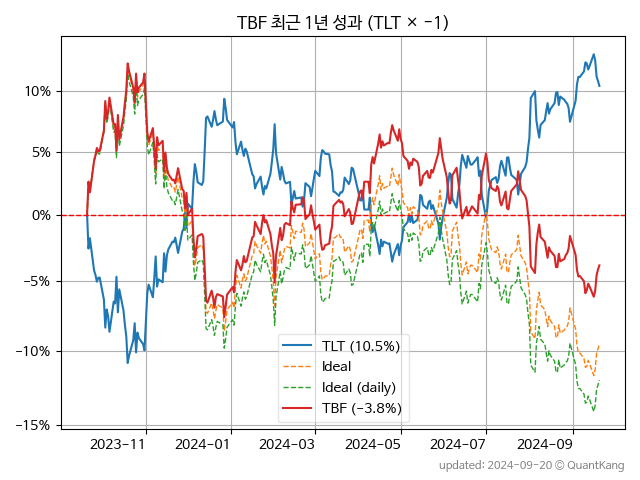 TBF 최근 1년 성과 (TLT × −1)
10%
5%
0%
−5%
−10%
−15%
TLT (10.5%)
Ideal
Ideal (daily)
TBF (−3.8%)
2023−11
2024−01
2024−03
2024−05
2024−07
2024−09
updated: 2024−09−20 © QuantKang